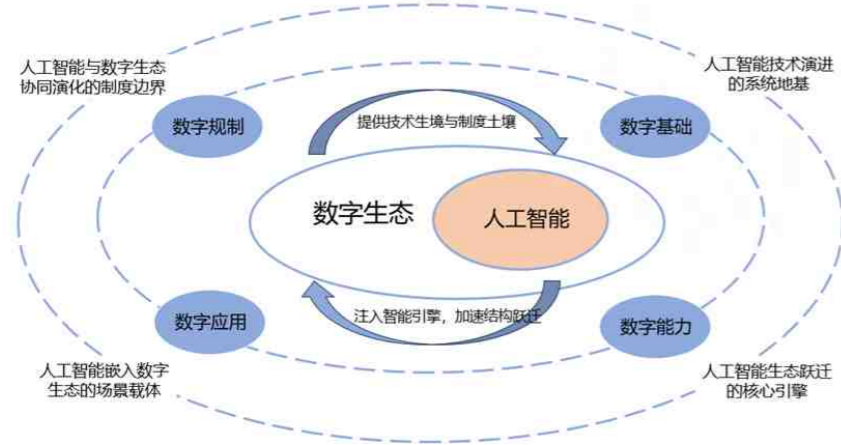 人工智能与数字生态
协同演化的制度边界
人工智能技术演进
的系统地基
数字规制
提供技术生境与制度土壤
数字基础
数字生态
人工智能
数字应用
注入智能引擎，加速结构跃迁
数字能力
人工智能嵌入数字
生态的场景载体
人工智能生态跃迁
的核心引擎